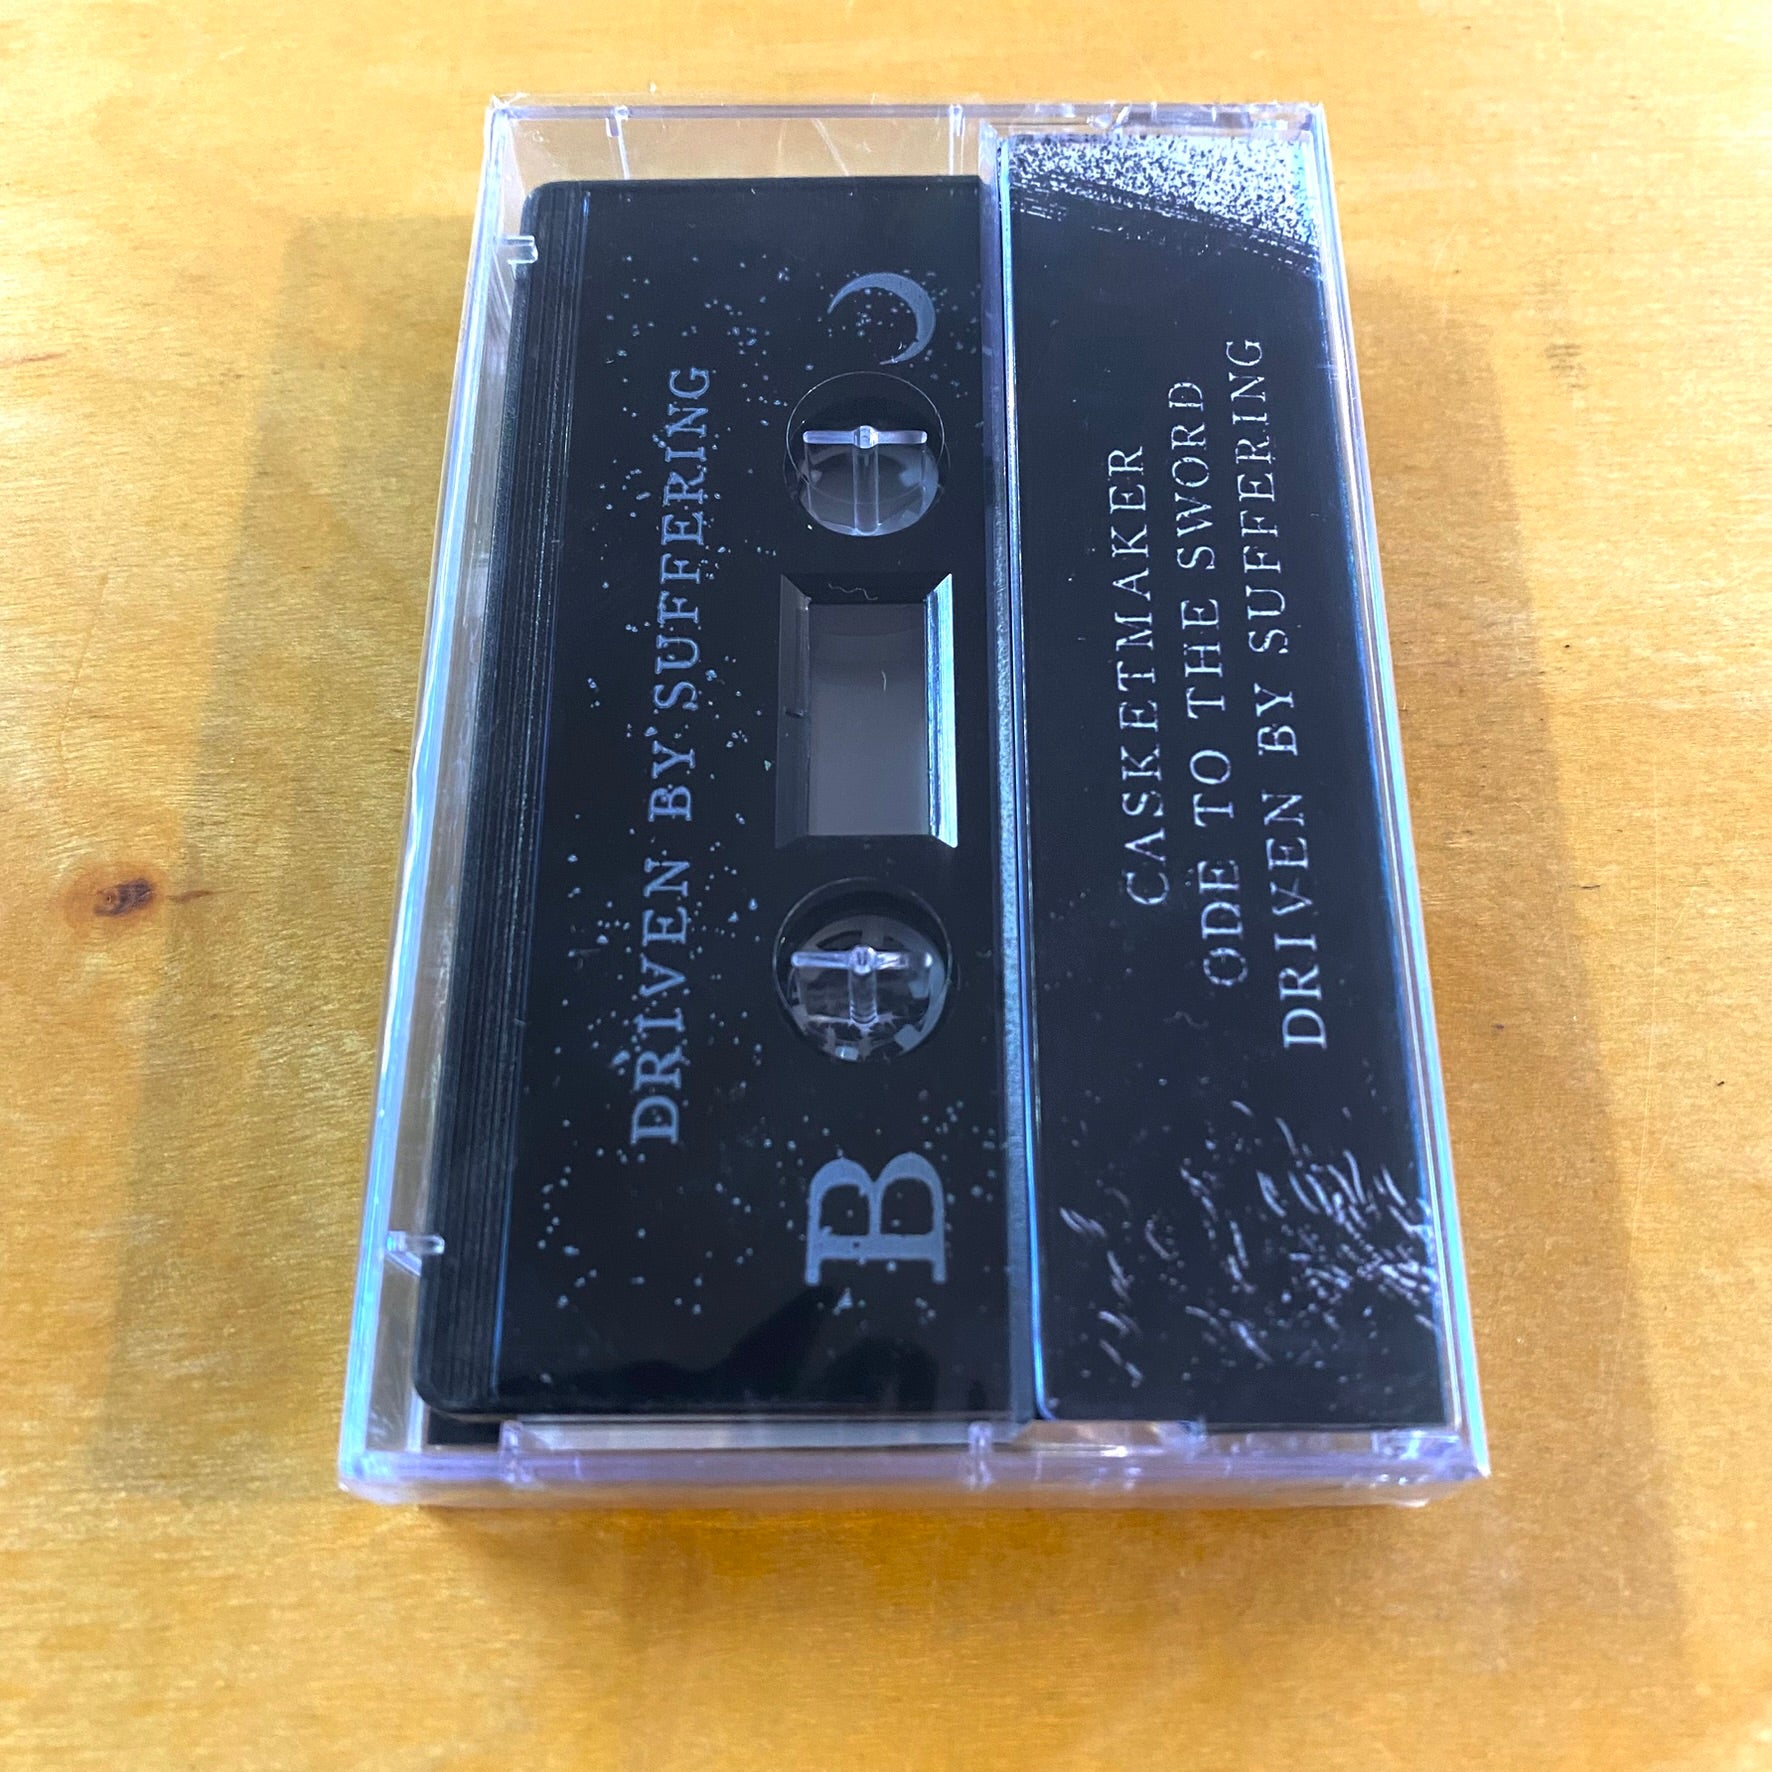 DRIVEN BY SUFFERING
B
CASKETMAKER
ODE TO THE SWORD
DRIVEN BY SUFFERING